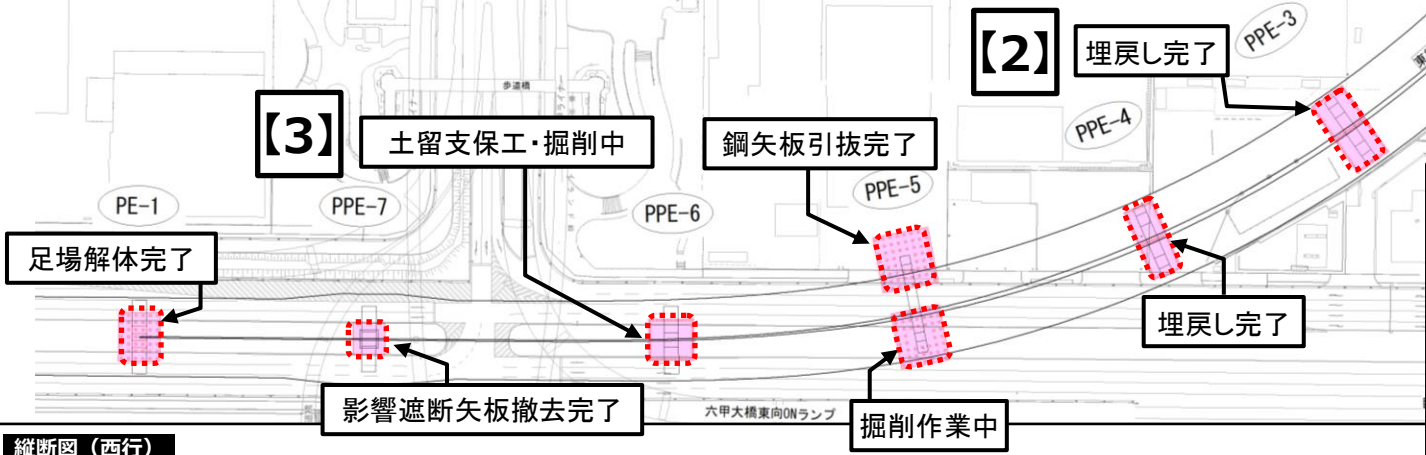 【2】
埋戻し完了
PPE-3
歩道橋
【3】
土留支保工・掘削中
鋼矢板引抜完了
PPE-4
PE-1
PPE-7
PPE-6
PPE-5
足場解体完了
埋戻し完了
影響遮断矢板撤去完了
六甲大橋東向ONランプ
掘削作業中
縦断図（西行）